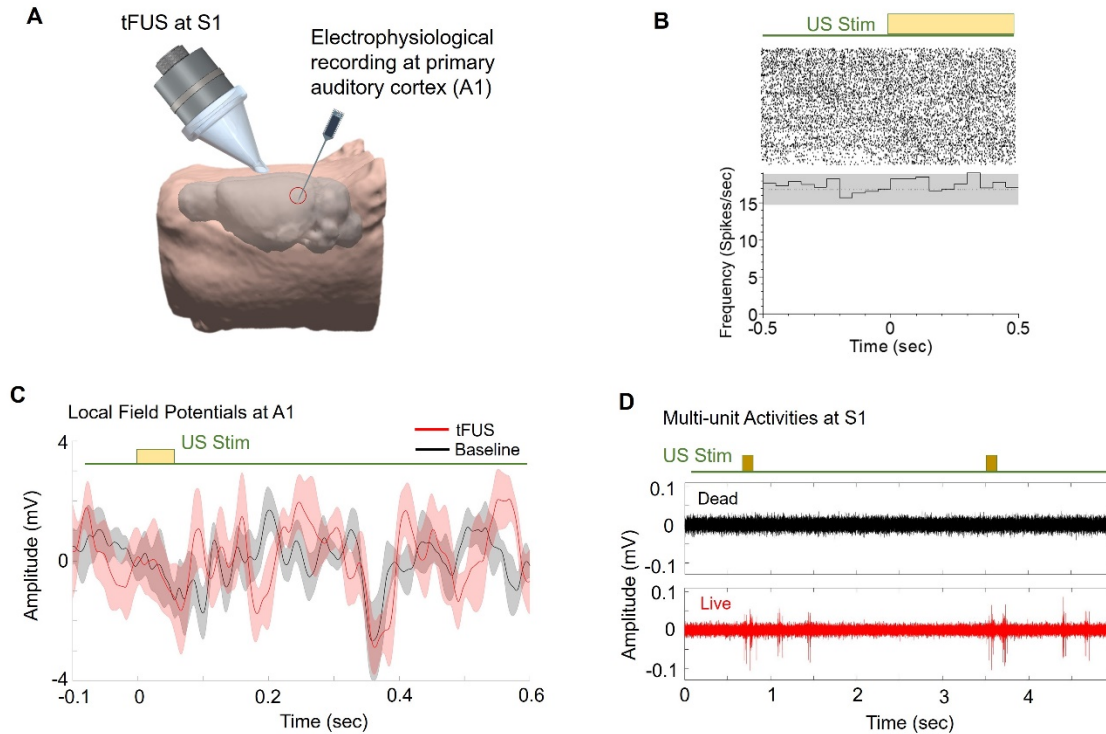 A
tFUS at S1
Electrophysiological
recording at primary
auditory cortex (A1)
B
US Stim
Frequency (Spikes/sec)
15
10
5
0
-0.5
0
0.5
Time (sec)
C
Local Field Potentials at A1
tFUS
Baseline
US Stim
Amplitude (mV)
4
0
-4
-0.1
0
0.2
0.4
0.6
Time (sec)
D
Multi-unit Activities at S1
US Stim
Amplitude (mV)
0.1
0
-0.1
Dead
0.1
0
-0.1
Live
0
1
2
3
4
Time (sec)